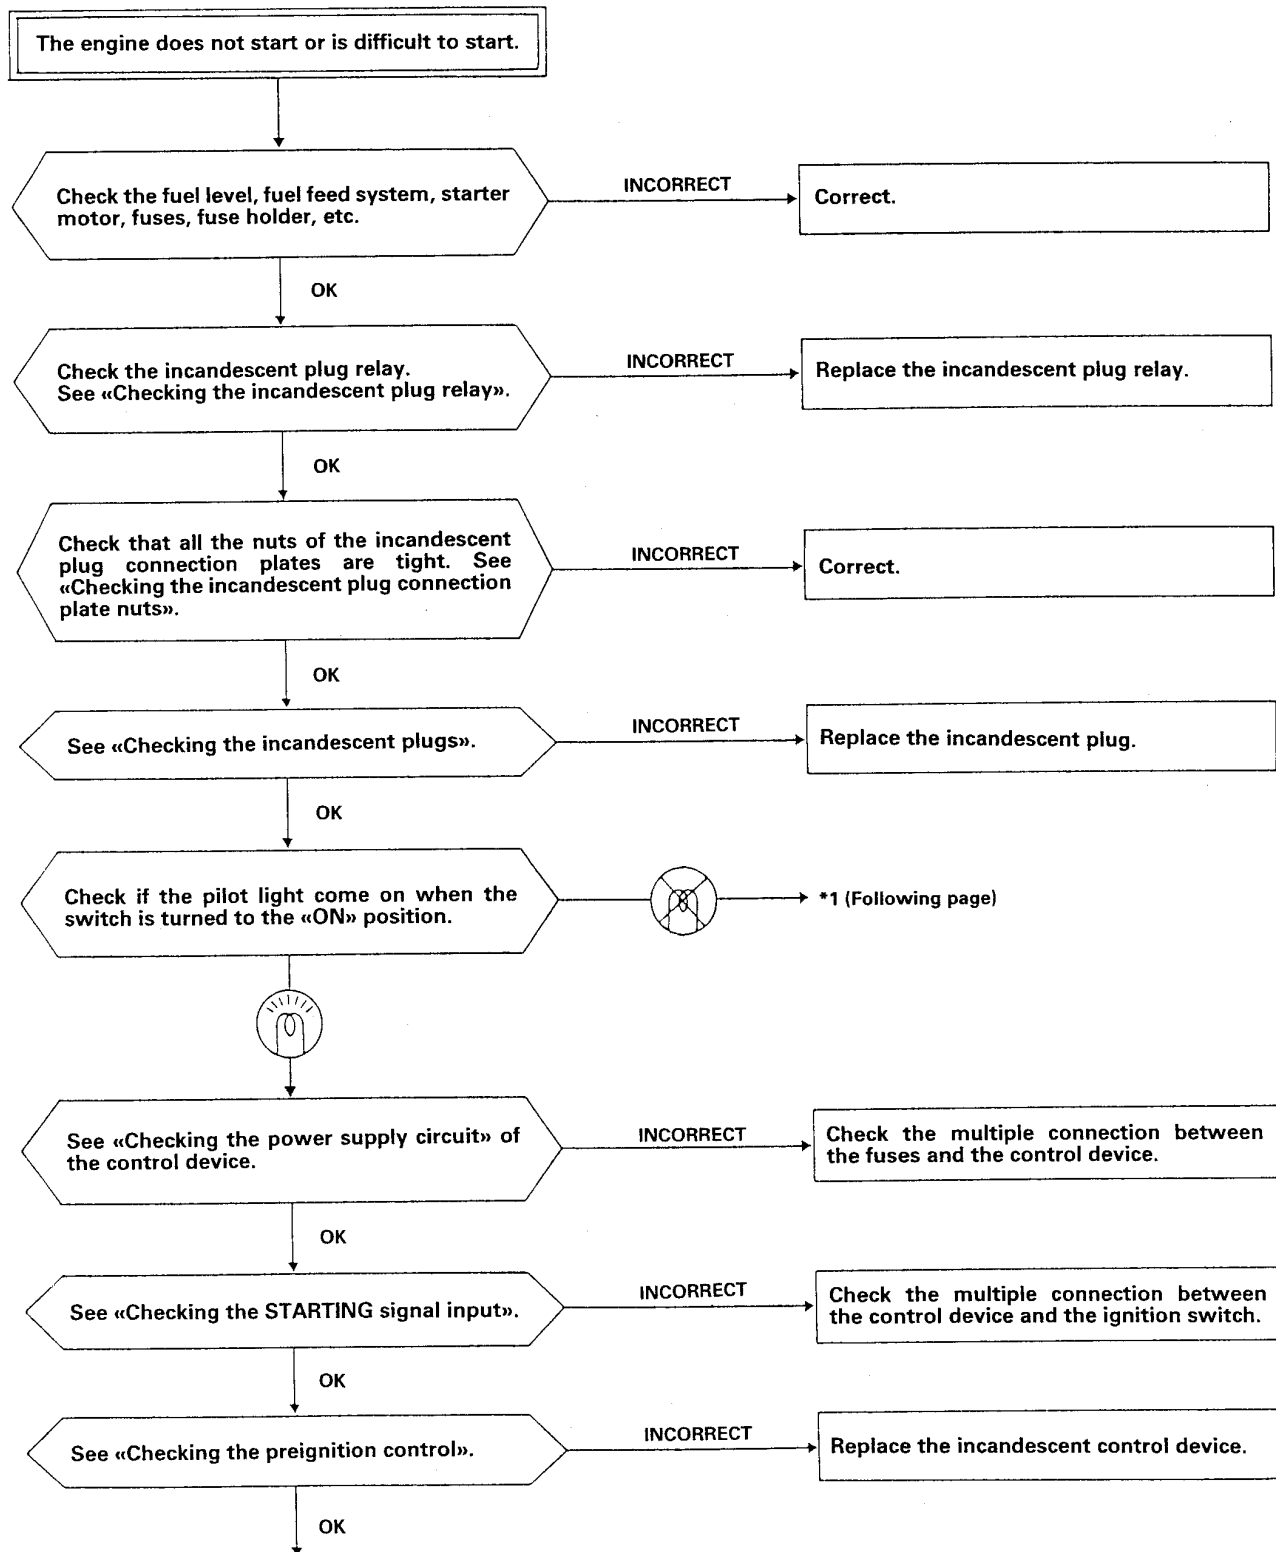 The engine does not start or is difficult to start.
Check the fuel level, fuel feed system, starter
motor, fuses, fuse holder, etc.
INCORRECT
Correct.
OK
Check the incandescent plug relay.
See «Checking the incandescent plug relay».
INCORRECT
Replace the incandescent plug relay.
OK
Check that all the nuts of the incandescent
plug connection plates are tight. See
«Checking the incandescent plug connection
plate nuts».
INCORRECT
Correct.
OK
See «Checking the incandescent plugs».
INCORRECT
Replace the incandescent plug.
OK
Check if the pilot light come on when the
switch is turned to the «ON» position.
*1 (Following page)
See «Checking the power supply circuit» of
the control device.
INCORRECT
Check the multiple connection between
the fuses and the control device.
OK
See «Checking the STARTING signal input».
INCORRECT
Check the multiple connection between
the control device and the ignition switch.
OK
See «Checking the preignition control».
INCORRECT
Replace the incandescent control device.
OK